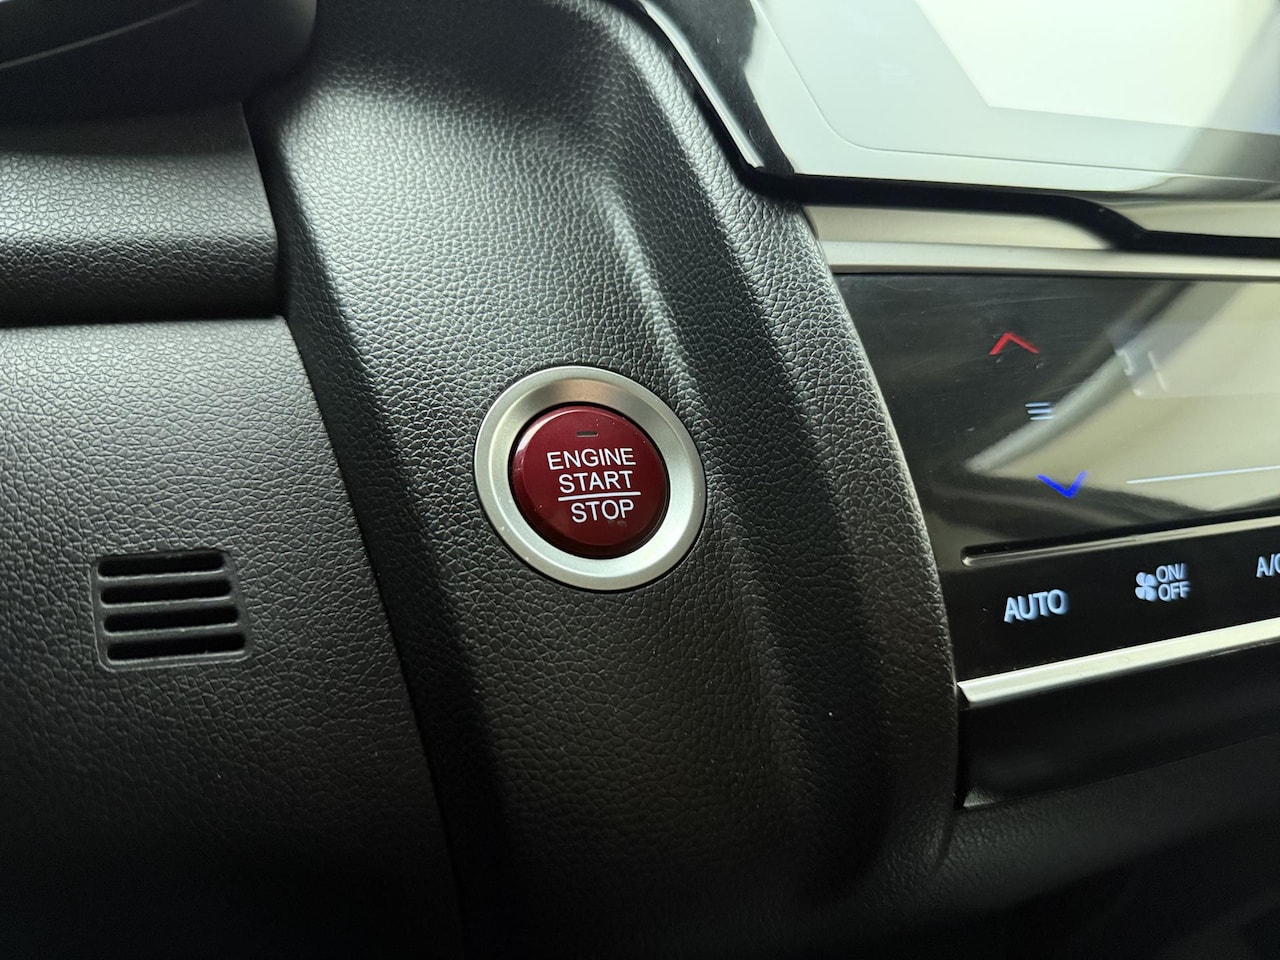 ENGINE
START
STOP
AUTO
ON/
OFF